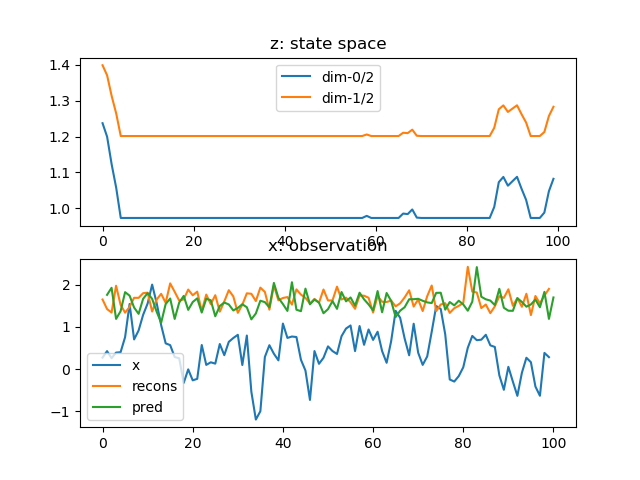 z: state space
1.4
1.3
1.2
1.1
1.0
dim-0/2
dim-1/2
0 20 40 60 80 100
x: observation
2
1
0
−1
x
recons
pred
0 20 40 60 80 100